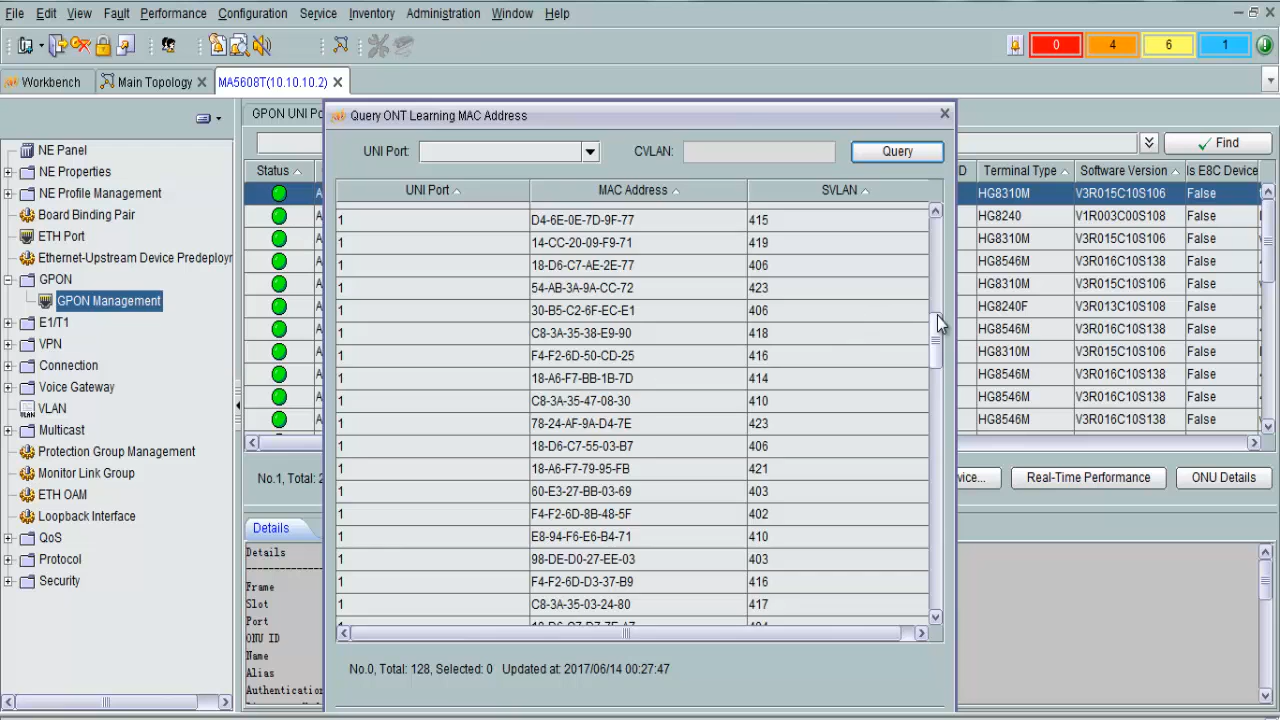 File Edit View Fault Performance Configuration Service Inventory Administration Window Help
0 4 6 1
Workbench Main Topology MA5608T(10.10.10.2)
NE Panel
NE Properties
NE Profile Management
Board Binding Pair
ETH Port
Ethernet-Upstream Device Predeploy
GPON
GPON Management
E1/T1
VPN
Connection
Voice Gateway
VLAN
Multicast
Protection Group Management
Monitor Link Group
ETH OAM
Loopback Interface
QoS
Protocol
Security
GPON UNI Po
Find
Status
Terminal Type Software Version Is E8C Device
HG8310M V3R015C10S106 False
HG8240 V1R003C00S108 False
HG8310M V3R015C10S106 False
HG8546M V3R016C10S138 False
HG8310M V3R015C10S106 False
HG8240F V3R013C10S108 False
HG8546M V3R016C10S138 False
HG8310M V3R015C10S106 False
HG8546M V3R016C10S138 False
HG8546M V3R016C10S138 False
HG8546M V3R016C10S138 False
No.1, Total: 2
vice... Real-Time Performance ONU Details
Details
Details
Frame
Slot
Port
ONU ID
Name
Alias
Authentication
Query ONT Learning MAC Address
UNI Port: CVLAN: Query
UNI Port MAC Address SVLAN
1 D4-6E-0E-7D-9F-77 415
1 14-CC-20-09-F9-71 419
1 18-D6-C7-AE-2E-77 406
1 54-AB-3A-9A-CC-72 423
1 30-B5-C2-6F-EC-E1 406
1 C8-3A-35-38-E9-90 418
1 F4-F2-6D-50-CD-25 416
1 18-A6-F7-BB-1B-7D 414
1 C8-3A-35-47-08-30 410
1 78-24-AF-9A-D4-7E 423
1 18-D6-C7-55-03-B7 406
1 18-A6-F7-79-95-FB 421
1 60-E3-27-BB-03-69 403
1 F4-F2-6D-8B-48-5F 402
1 E8-94-F6-E6-B4-71 410
1 98-DE-D0-27-EE-03 403
1 F4-F2-6D-D3-37-B9 416
1 C8-3A-35-03-24-80 417
No.0, Total: 128, Selected: 0 Updated at: 2017/06/14 00:27:47